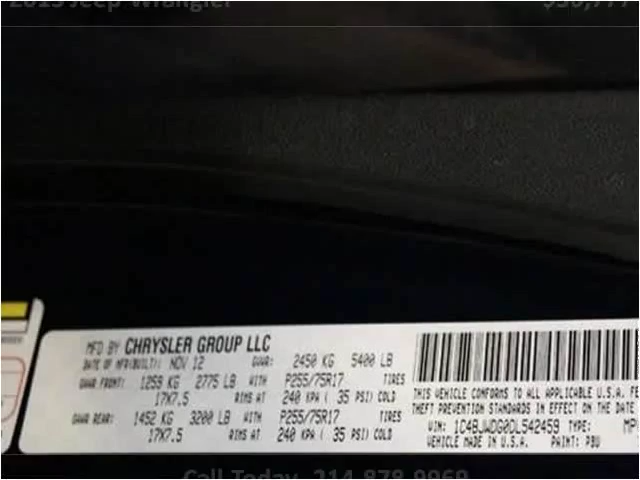 2013 Jeep Wrangler
MFD BY CHRYSLER GROUP LLC
DATE OF MFR(BUILT): NOV 12 GVWR: 2450 KG 5400 LB
GAWR FRONT: 1259 KG 2775 LB WITH P255/75R17 TIRES
17X7.5 RIMS AT 240 KPA ( 35 PSI) COLD
GAWR REAR: 1452 KG 3200 LB WITH P255/75R17 TIRES
17X7.5 RIMS AT 240 KPA ( 35 PSI) COLD
THIS VEHICLE CONFORMS TO ALL APPLICABLE U.S.A. FE
THEFT PREVENTION STANDARDS IN EFFECT ON THE DATE
VIN: 1C4BJWDG0DL542459 TYPE: MP
VEHICLE MADE IN U.S.A. PAINT: PBU
Call Today 214-878-9969